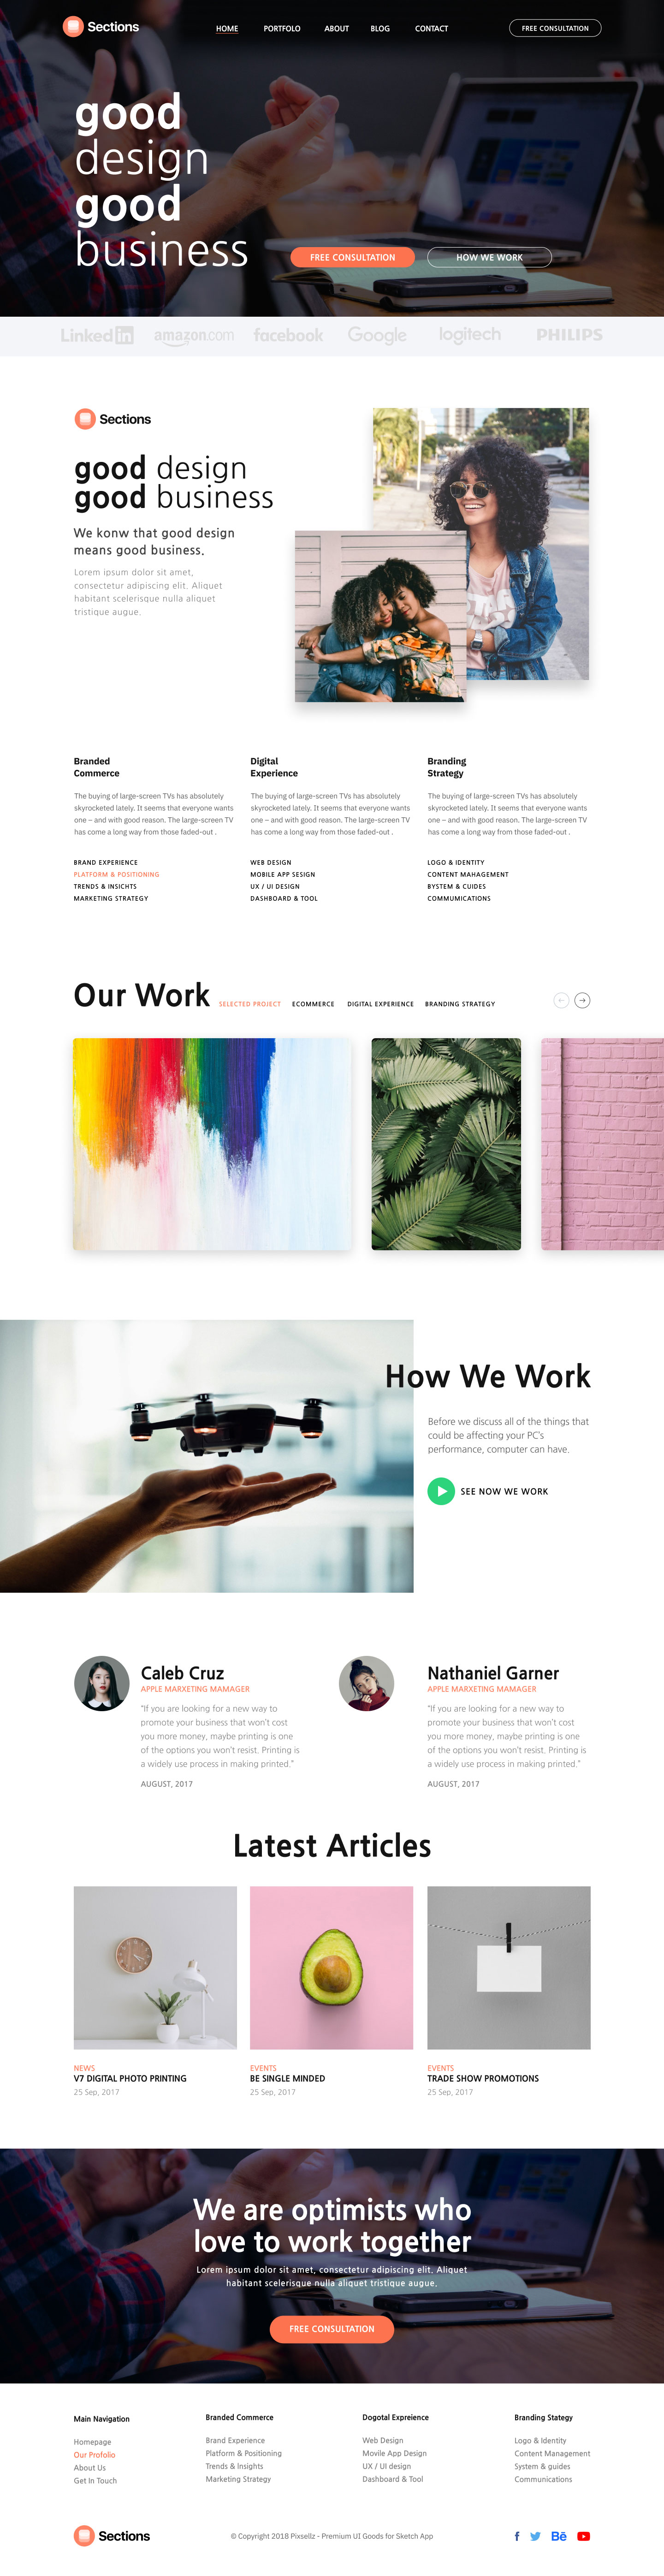 Sections
HOME PORTFOLIO ABOUT BLOG CONTACT FREE CONSULTATION
good
design
good
business
FREE CONSULTATION HOW WE WORK
Linkedin amazon.com facebook Google logitech PHILIPS
Sections
good design
good business
We konw that good design
means good business.
Lorem ipsum dolor sit amet,
consectetur adipiscing elit. Aliquet
habitant scelerisque nulla aliquet
tristique augue.
Branded
Commerce
The buying of large-screen TVs has absolutely
skyrocketed lately. It seems that everyone wants
one – and with good reason. The large-screen TV
has come a long way from those faded-out .
BRAND EXPERIENCE
PLATFORM & POSITIONING
TRENDS & INSICHTS
MARKETING STRATEGY
Digital
Experience
The buying of large-screen TVs has absolutely
skyrocketed lately. It seems that everyone wants
one – and with good reason. The large-screen TV
has come a long way from those faded-out .
WEB DESIGN
MOBILE APP SESIGN
UX / UI DESIGN
DASHBOARD & TOOL
Branding
Strategy
The buying of large-screen TVs has absolutely
skyrocketed lately. It seems that everyone wants
one – and with good reason. The large-screen TV
has come a long way from those faded-out .
LOGO & IDENTITY
CONTENT MAHAGEMENT
BYSTEM & CUIDES
COMMUMICATIONS
Our Work SELECTED PROJECT ECOMMERCE DIGITAL EXPERIENCE BRANDING STRATEGY
How We Work
Before we discuss all of the things that
could be affecting your PC's
performance, computer can have.
SEE NOW WE WORK
Caleb Cruz
APPLE MARXETING MAMAGER
"If you are looking for a new way to
promote your business that won't cost
you more money, maybe printing is one
of the options you won't resist. Printing is
a widely use process in making printed."
AUGUST, 2017
Nathaniel Garner
APPLE MARXETING MAMAGER
"If you are looking for a new way to
promote your business that won't cost
you more money, maybe printing is one
of the options you won't resist. Printing is
a widely use process in making printed."
AUGUST, 2017
Latest Articles
NEWS
V7 DIGITAL PHOTO PRINTING
25 Sep, 2017
EVENTS
BE SINGLE MINDED
25 Sep, 2017
EVENTS
TRADE SHOW PROMOTIONS
25 Sep, 2017
We are optimists who
love to work together
Lorem ipsum dolor sit amet, consectetur adipiscing elit. Aliquet
habitant scelerisque nulla aliquet tristique augue.
FREE CONSULTATION
Main Navigation
Homepage
Our Profolio
About Us
Get In Touch
Branded Commerce
Brand Experience
Platform & Positioning
Trends & Insights
Marketing Strategy
Dogotal Expreience
Web Design
Movile App Design
UX / UI design
Dashboard & Tool
Branding Stategy
Logo & Identity
Content Management
System & guides
Communications
Sections
© Copyright 2018 Pixsellz - Premium UI Goods for Sketch App
f Bē